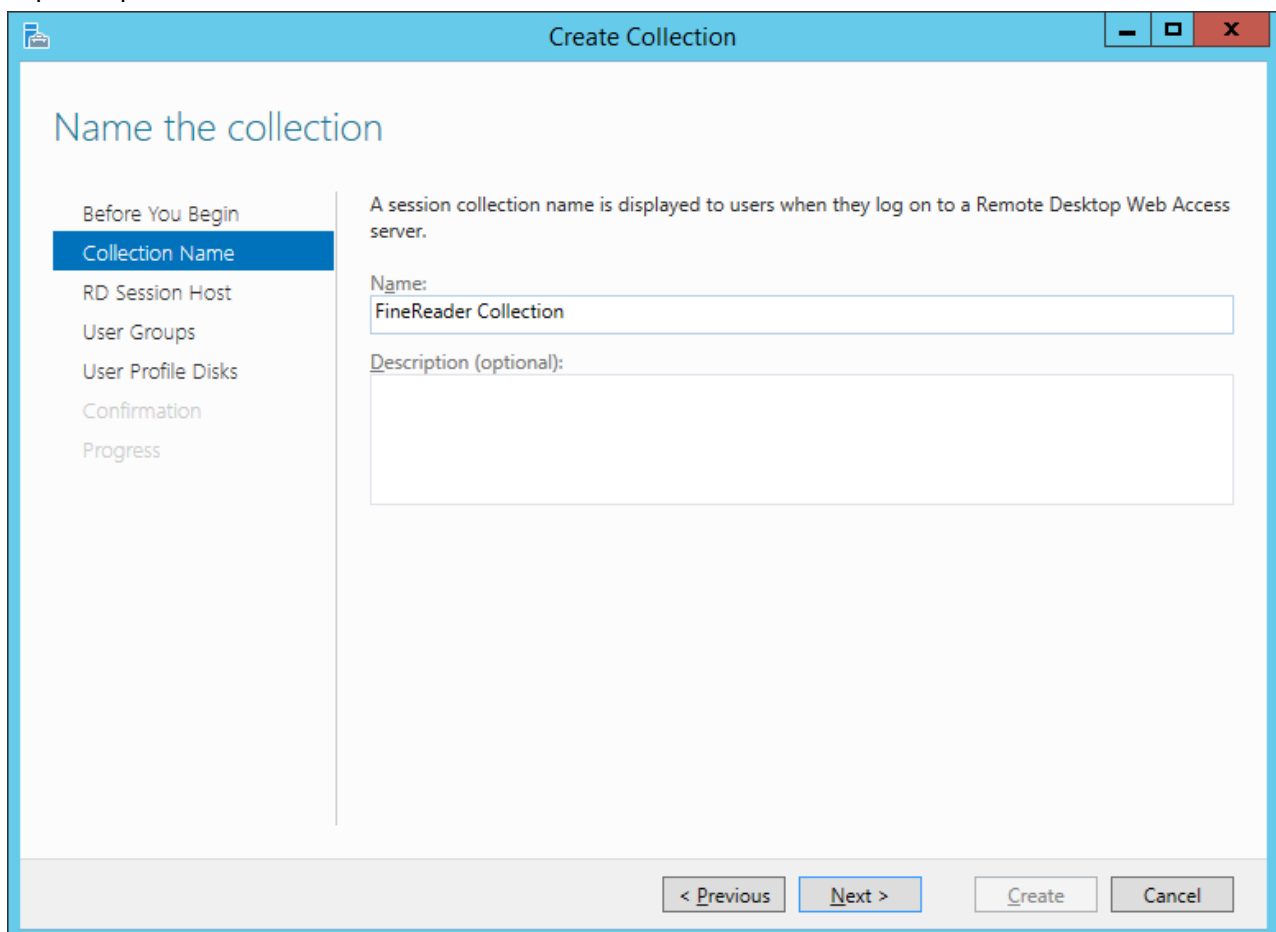 Create Collection
Name the collection
Before You Begin
Collection Name
RD Session Host
User Groups
User Profile Disks
Confirmation
Progress
A session collection name is displayed to users when they log on to a Remote Desktop Web Access
server.
Name:
FineReader Collection
Description (optional):
< Previous
Next >
Create
Cancel